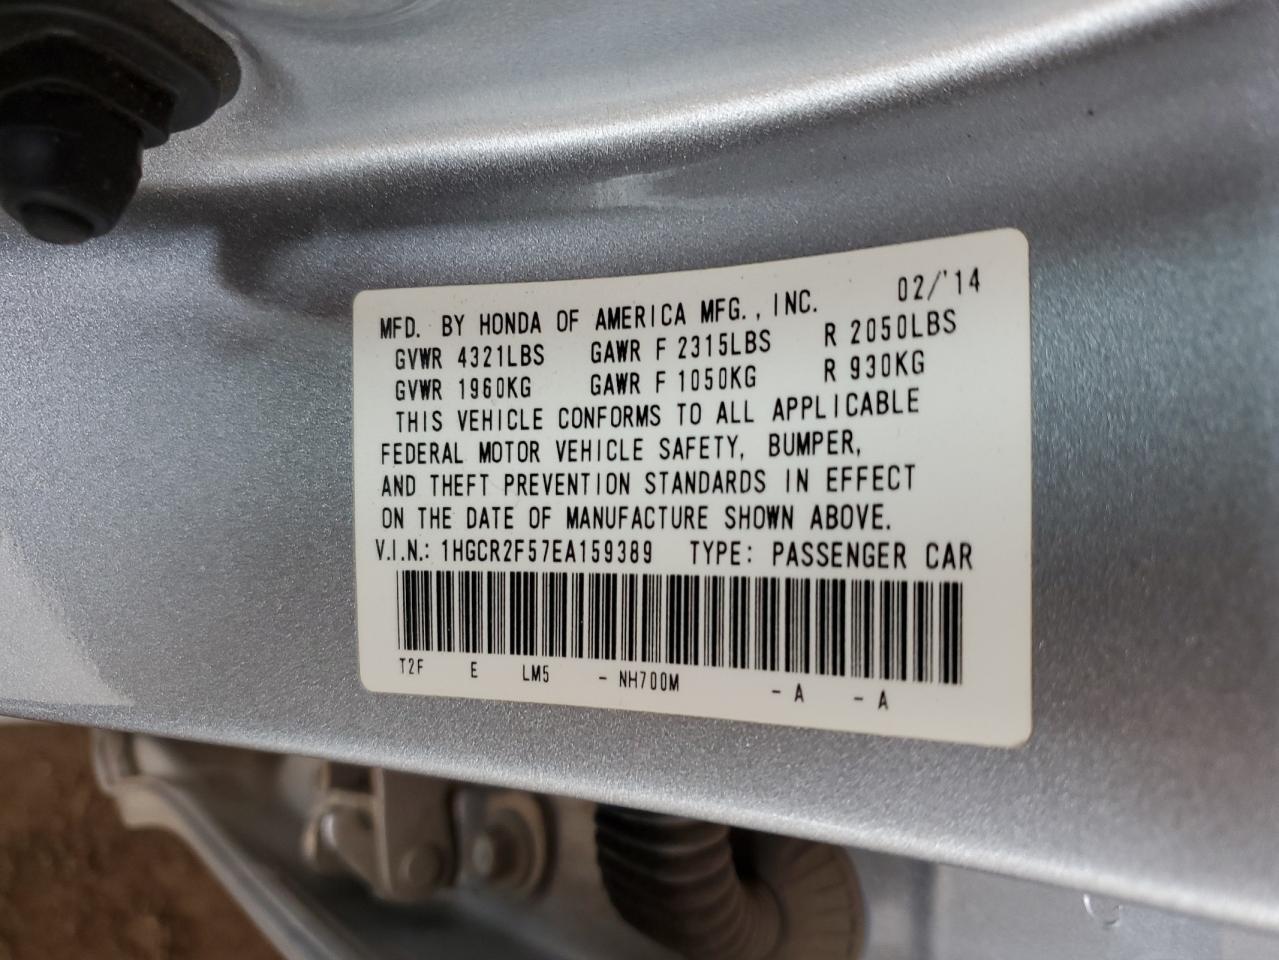 02/'14
MFD. BY HONDA OF AMERICA MFG., INC.
GVWR 4321LBS GAWR F 2315LBS R 2050LBS
GVWR 1960KG GAWR F 1050KG R 930KG
THIS VEHICLE CONFORMS TO ALL APPLICABLE
FEDERAL MOTOR VEHICLE SAFETY, BUMPER,
AND THEFT PREVENTION STANDARDS IN EFFECT
ON THE DATE OF MANUFACTURE SHOWN ABOVE.
V.I.N.: 1HGCR2F57EA159389 TYPE: PASSENGER CAR
T2F E LM5 - NH700M - A - A